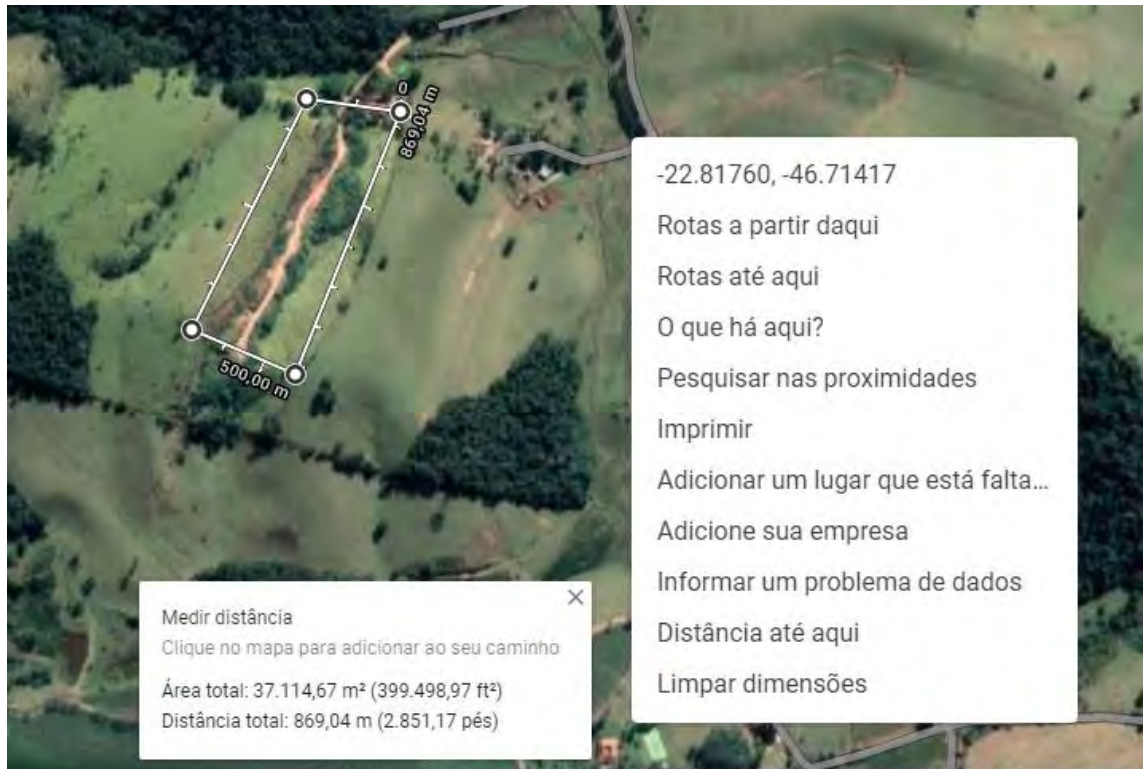 0
869,04 m
500,00 m
-22.81760, -46.71417
Rotas a partir daqui
Rotas até aqui
O que há aqui?
Pesquisar nas proximidades
Imprimir
Adicionar um lugar que está falta...
Adicione sua empresa
Informar um problema de dados
Distância até aqui
Limpar dimensões
Medir distância
Clique no mapa para adicionar ao seu caminho
Área total: 37.114,67 m² (399.498,97 ft²)
Distância total: 869,04 m (2.851,17 pés)